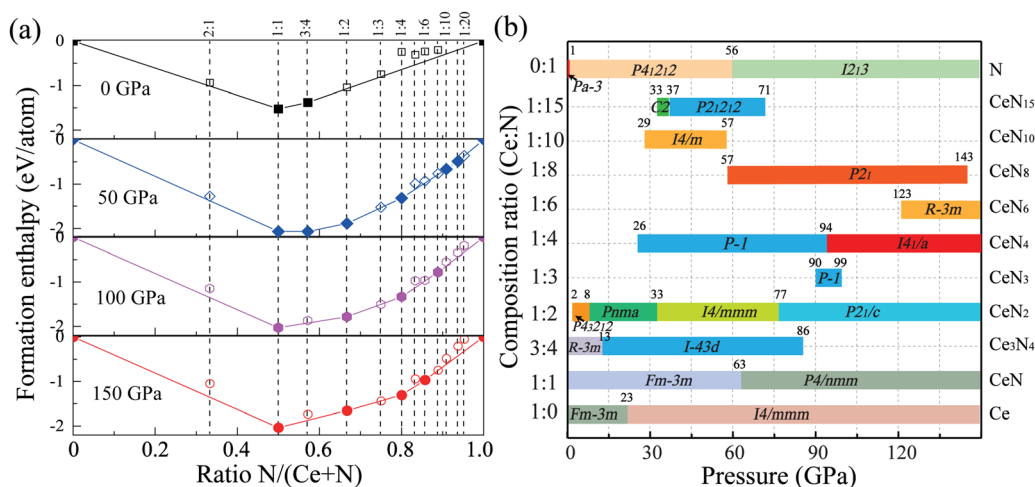 (a)
2:1 1:1 3:4 1:2 1:3 1:4 1:6 1:10 1:20
0
-1
-2
0 GPa
0
-1
-2
50 GPa
0
-1
-2
100 GPa
0
-1
-2
150 GPa
Formation enthalpy (eV/atom)
0 0.2 0.4 0.6 0.8 1.0
Ratio N/(Ce+N)
(b)
Composition ratio (Ce:N)
1 56
0:1 P4₁2₁2 I2₁3 N
Pa-3
33 37 71
1:15 C2 P2₁2₁2 CeN₁₅
29 57
1:10 I4/m CeN₁₀
57 143
1:8 P2₁ CeN₈
123
1:6 R-3m CeN₆
26 94
1:4 P-1 I4₁/a CeN₄
90 99
1:3 P-1 CeN₃
2 8 33 77
1:2 Pnma I4/mmm P2₁/c CeN₂
P4₃2₁2
13 86
3:4 R-3m I-43d Ce₃N₄
63
1:1 Fm-3m P4/nmm CeN
23
1:0 Fm-3m I4/mmm Ce
0 30 60 90 120
Pressure (GPa)